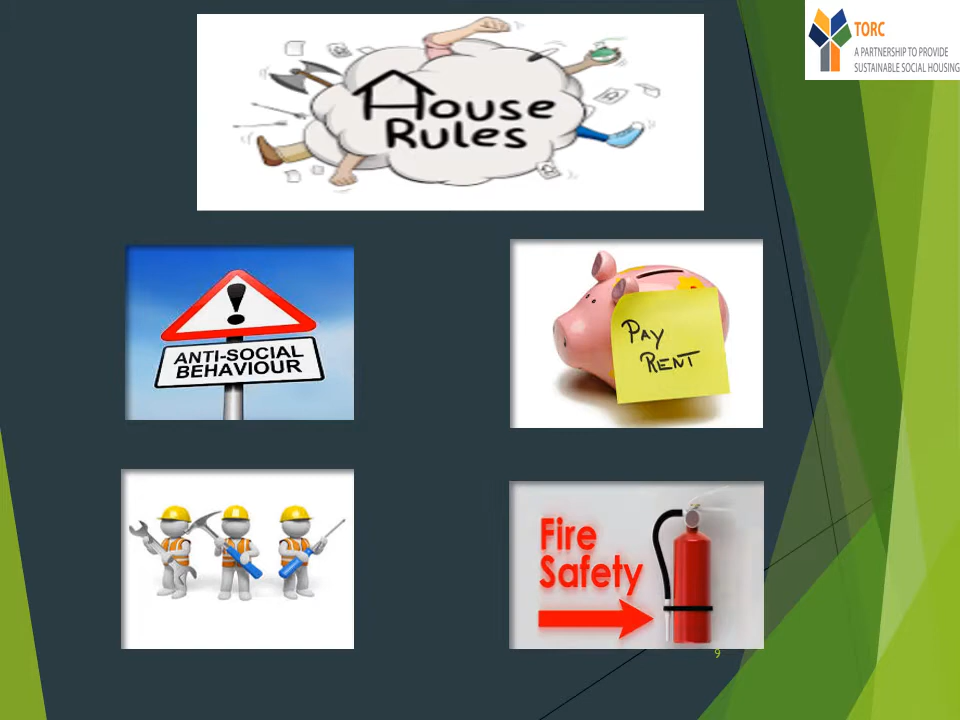 TORC
A PARTNERSHIP TO PROVIDE
SUSTAINABLE SOCIAL HOUSING
House
Rules
ANTI-SOCIAL
BEHAVIOUR
PAY
RENT
Fire
Safety
9